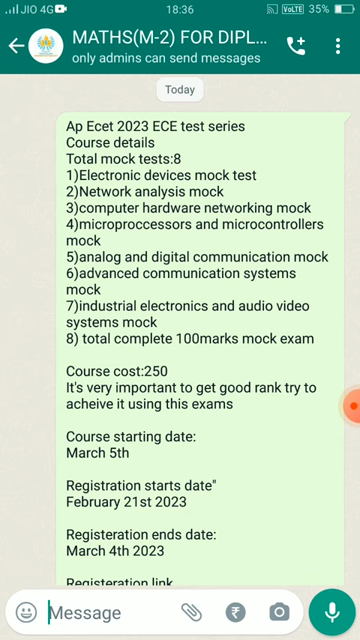 JIO 4G 18:36 VoLTE 35%
MATHS(M-2) FOR DIPL...
only admins can send messages
Today
Ap Ecet 2023 ECE test series
Course details
Total mock tests:8
1)Electronic devices mock test
2)Network analysis mock
3)computer hardware networking mock
4)microproccessors and microcontrollers
mock
5)analog and digital communication mock
6)advanced communication systems
mock
7)industrial electronics and audio video
systems mock
8) total complete 100marks mock exam
Course cost:250
It's very important to get good rank try to
acheive it using this exams
Course starting date:
March 5th
Registration starts date"
February 21st 2023
Registeration ends date:
March 4th 2023
Registeration link
Message